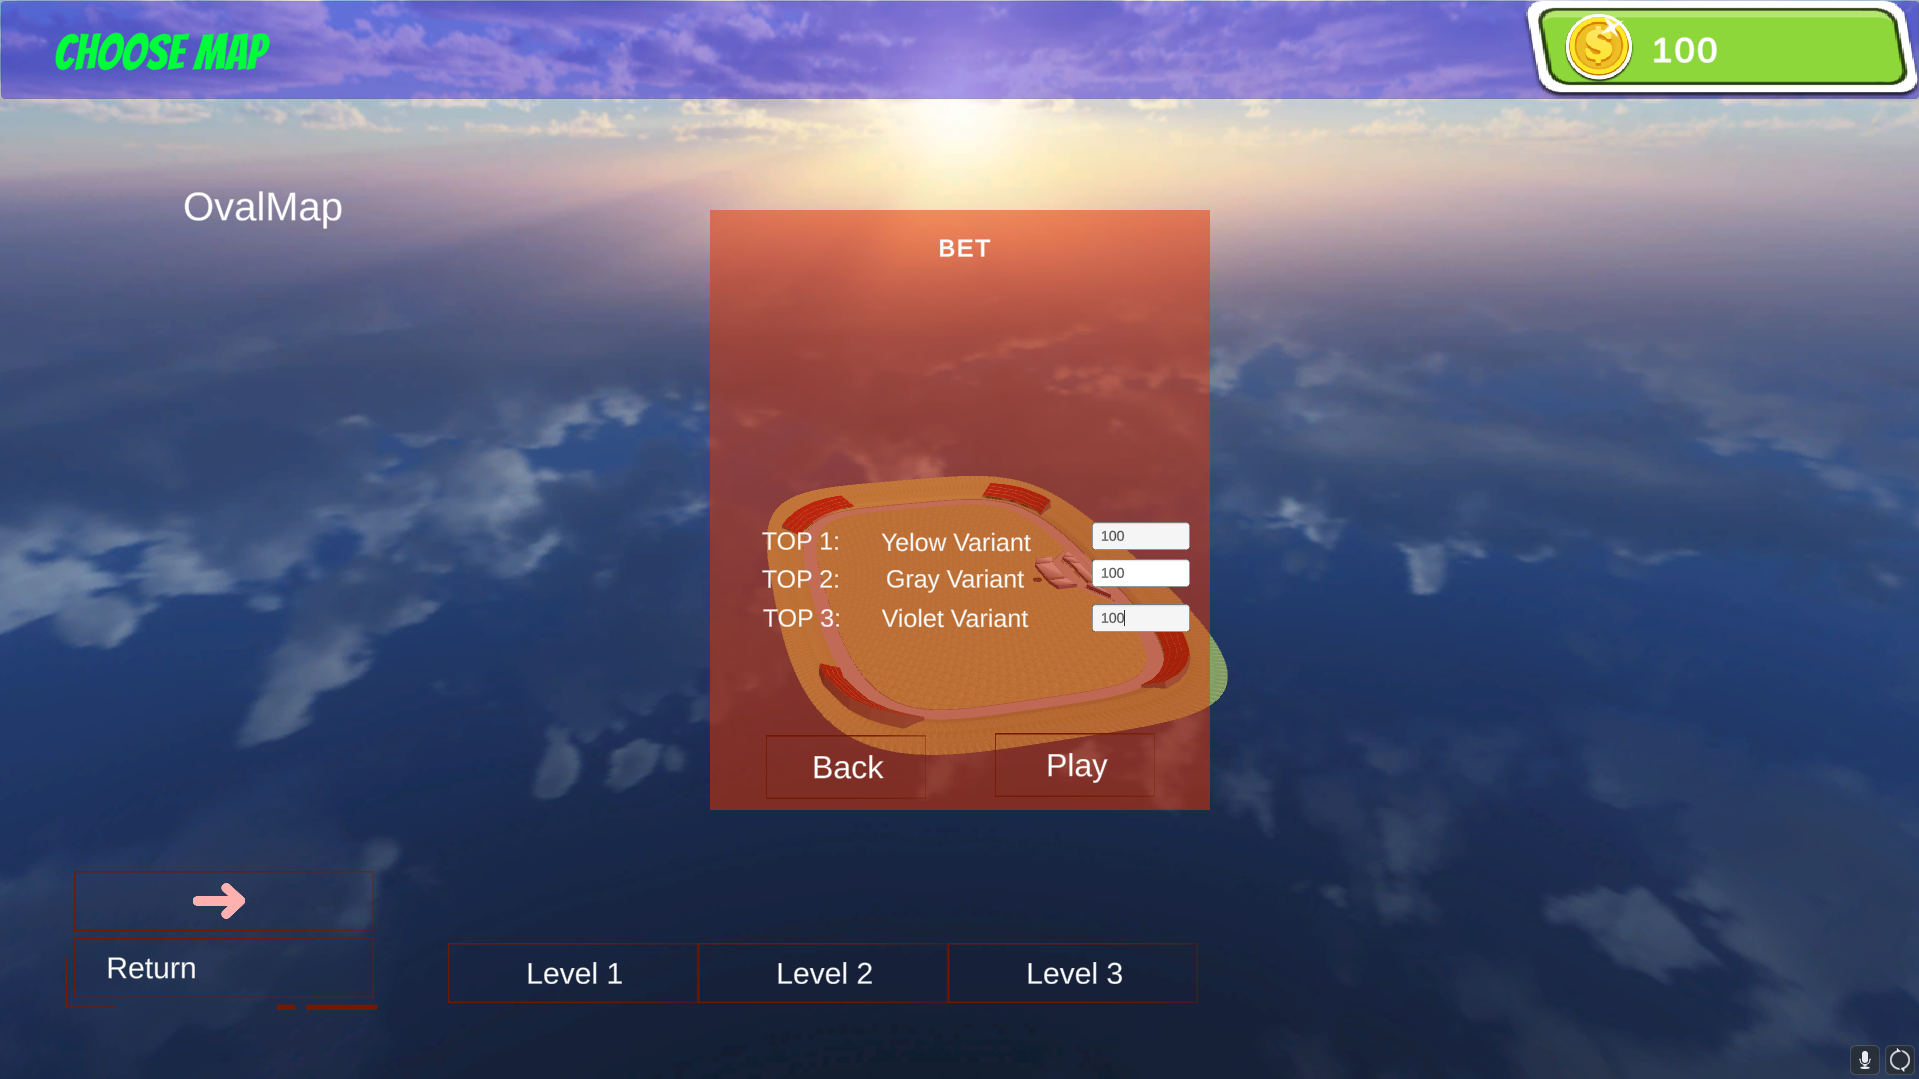 CHOOSE MAP
100
OvalMap
BET
TOP 1: Yelow Variant 100
TOP 2: Gray Variant 100
TOP 3: Violet Variant 100
Back Play
Return
Level 1 Level 2 Level 3